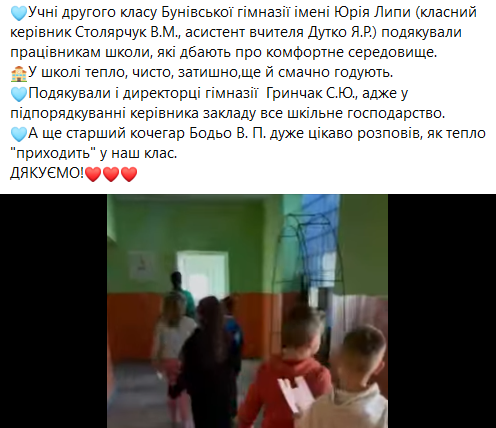 🩵Учні другого класу Бунівської гімназії імені Юрія Липи (класний
керівник Столярчук В.М., асистент вчителя Дутко Я.Р.) подякували
працівникам школи, які дбають про комфортне середовище.
🏫У школі тепло, чисто, затишно,ще й смачно годують.
🩵Подякували і директорці гімназії  Гринчак С.Ю., адже у
підпорядкуванні керівника закладу все шкільне господарство.
🩵А ще старший кочегар Бодьо В. П. дуже цікаво розповів, як тепло
"приходить" у наш клас.
ДЯКУЄМО!❤️❤️❤️